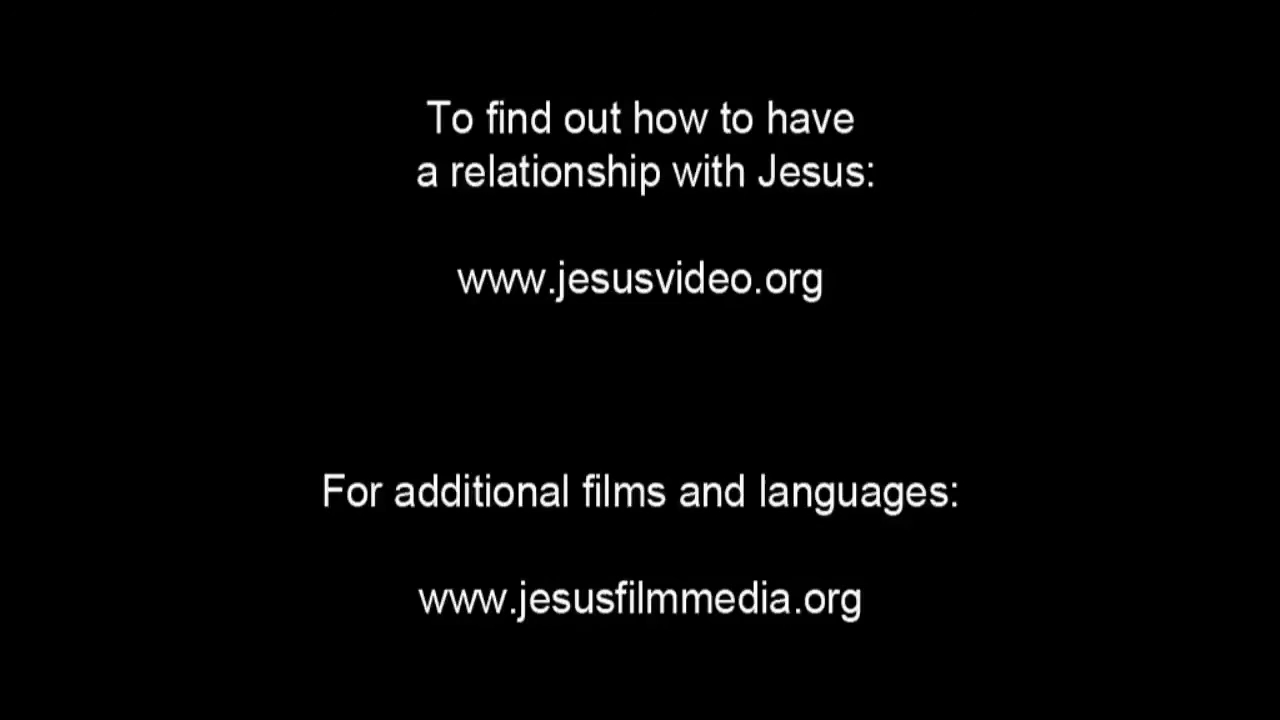 To find out how to have
a relationship with Jesus:
www.jesusvideo.org
For additional films and languages:
www.jesusfilmmedia.org